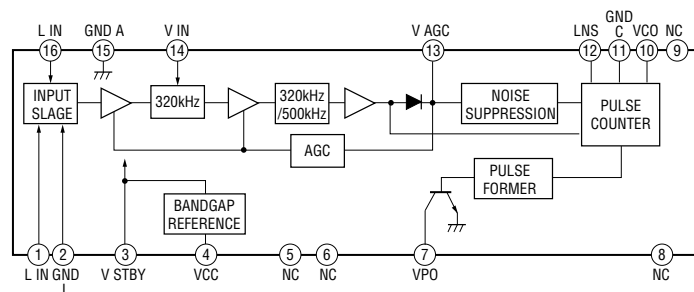 L IN
GND A
V IN
V AGC
LNS
GND
C
VCO
NC
16
15
14
13
12
11
10
9
INPUT
SLAGE
320kHz
320kHz
/500kHz
NOISE
SUPPRESSION
PULSE
COUNTER
AGC
PULSE
FORMER
BANDGAP
REFERENCE
1
2
3
4
5
6
7
8
L IN
GND
L
V STBY
VCC
NC
NC
VPO
NC